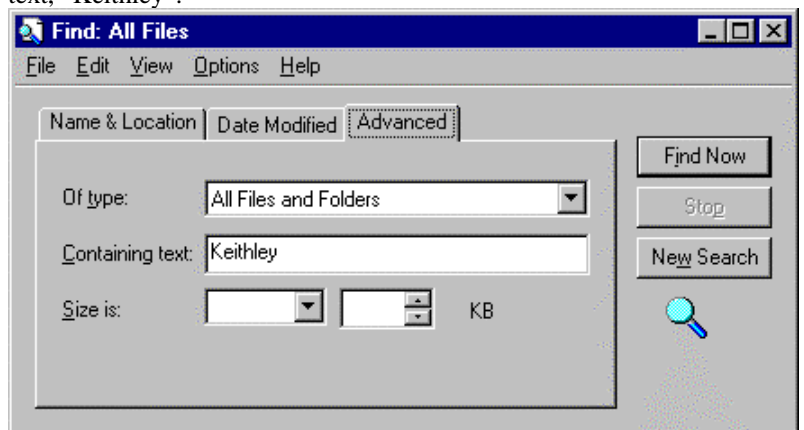 text, "Keithley".
Find: All Files
File Edit View Options Help
Name & Location Date Modified Advanced
Find Now
Of type: All Files and Folders
Stop
Containing text: Keithley
New Search
Size is: KB